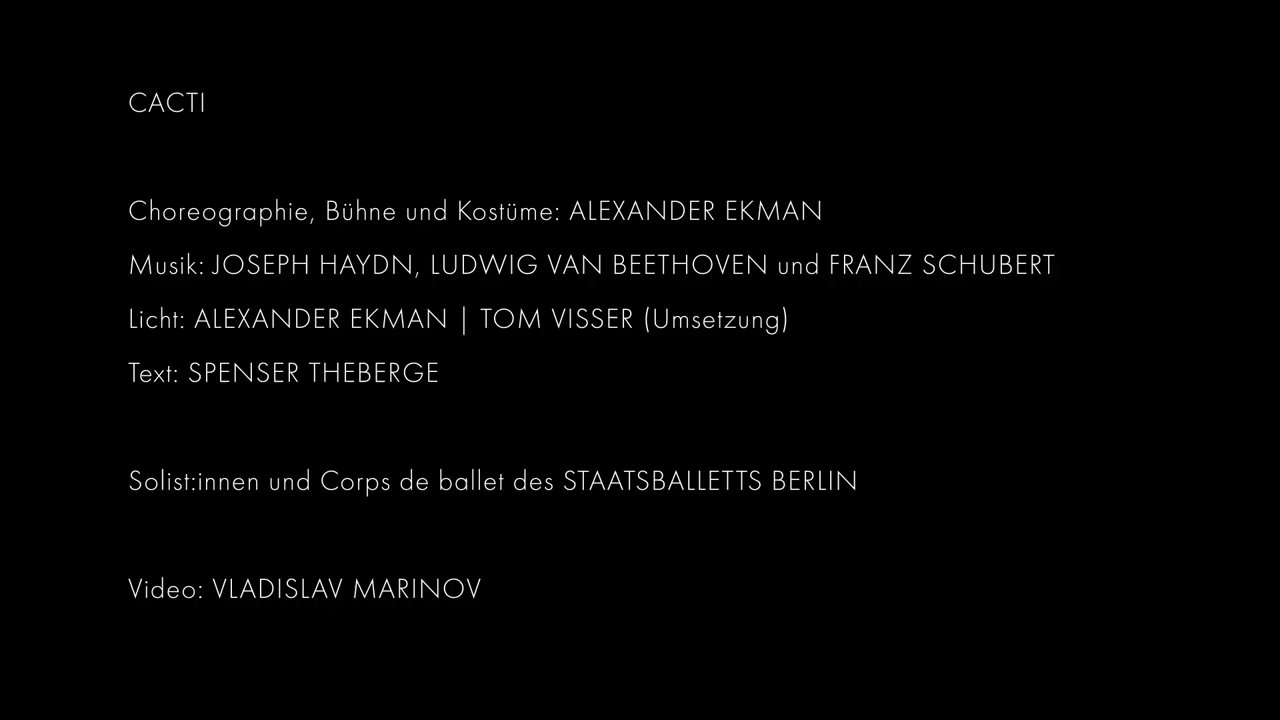 CACTI
Choreographie, Bühne und Kostüme: ALEXANDER EKMAN
Musik: JOSEPH HAYDN, LUDWIG VAN BEETHOVEN und FRANZ SCHUBERT
Licht: ALEXANDER EKMAN | TOM VISSER (Umsetzung)
Text: SPENSER THEBERGE
Solist:innen und Corps de ballet des STAATSBALLETTS BERLIN
Video: VLADISLAV MARINOV